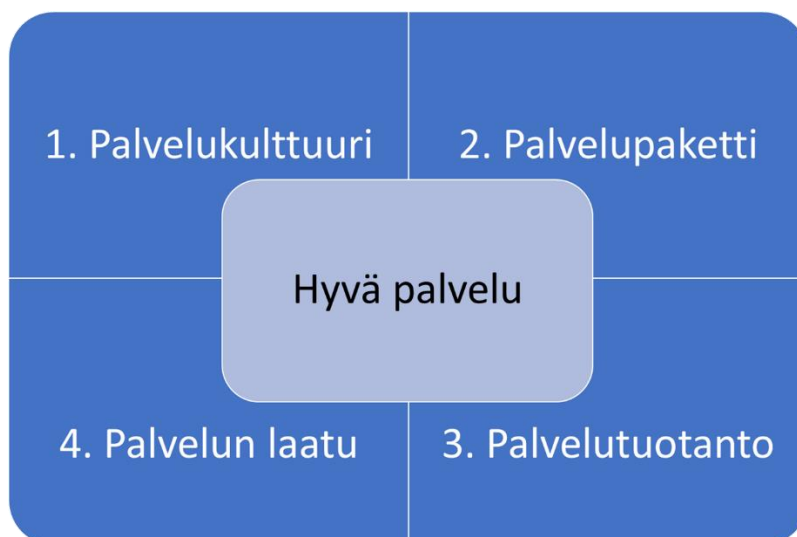 1. Palvelukulttuuri
2. Palvelupaketti
Hyvä palvelu
4. Palvelun laatu
3. Palvelutuotanto